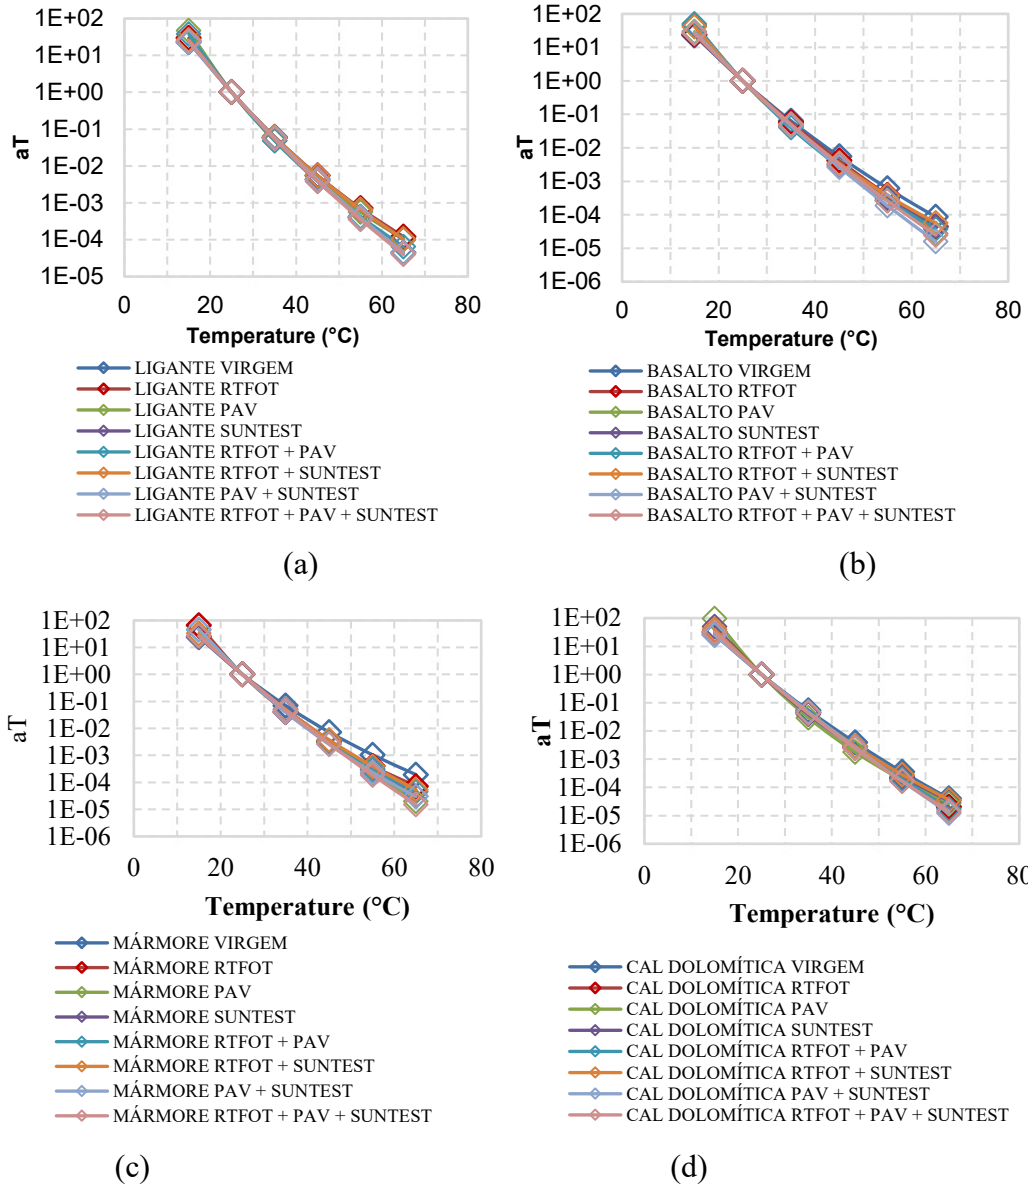 1E+02
1E+01
1E+00
1E-01
1E-02
1E-03
1E-04
1E-05
aT
0 20 40 60 80
Temperature (°C)
LIGANTE VIRGEM
LIGANTE RTFOT
LIGANTE PAV
LIGANTE SUNTEST
LIGANTE RTFOT + PAV
LIGANTE RTFOT + SUNTEST
LIGANTE PAV + SUNTEST
LIGANTE RTFOT + PAV + SUNTEST
(a)
1E+02
1E+01
1E+00
1E-01
1E-02
1E-03
1E-04
1E-05
1E-06
aT
0 20 40 60 80
Temperature (°C)
BASALTO VIRGEM
BASALTO RTFOT
BASALTO PAV
BASALTO SUNTEST
BASALTO RTFOT + PAV
BASALTO RTFOT + SUNTEST
BASALTO PAV + SUNTEST
BASALTO RTFOT + PAV + SUNTEST
(b)
1E+02
1E+01
1E+00
1E-01
1E-02
1E-03
1E-04
1E-05
1E-06
aT
0 20 40 60 80
Temperature (°C)
MÁRMORE VIRGEM
MÁRMORE RTFOT
MÁRMORE PAV
MÁRMORE SUNTEST
MÁRMORE RTFOT + PAV
MÁRMORE RTFOT + SUNTEST
MÁRMORE PAV + SUNTEST
MÁRMORE RTFOT + PAV + SUNTEST
(c)
1E+02
1E+01
1E+00
1E-01
1E-02
1E-03
1E-04
1E-05
1E-06
aT
0 20 40 60 80
Temperature (°C)
CAL DOLOMÍTICA VIRGEM
CAL DOLOMÍTICA RTFOT
CAL DOLOMÍTICA PAV
CAL DOLOMÍTICA SUNTEST
CAL DOLOMÍTICA RTFOT + PAV
CAL DOLOMÍTICA RTFOT + SUNTEST
CAL DOLOMÍTICA PAV + SUNTEST
CAL DOLOMÍTICA RTFOT + PAV + SUNTEST
(d)